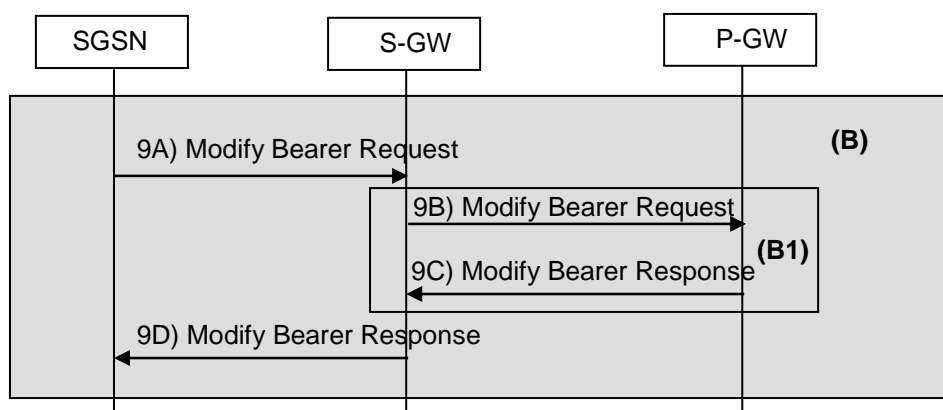 SGSN
S-GW
P-GW
(B)
9A) Modify Bearer Request
9B) Modify Bearer Request
(B1)
9C) Modify Bearer Response
9D) Modify Bearer Response